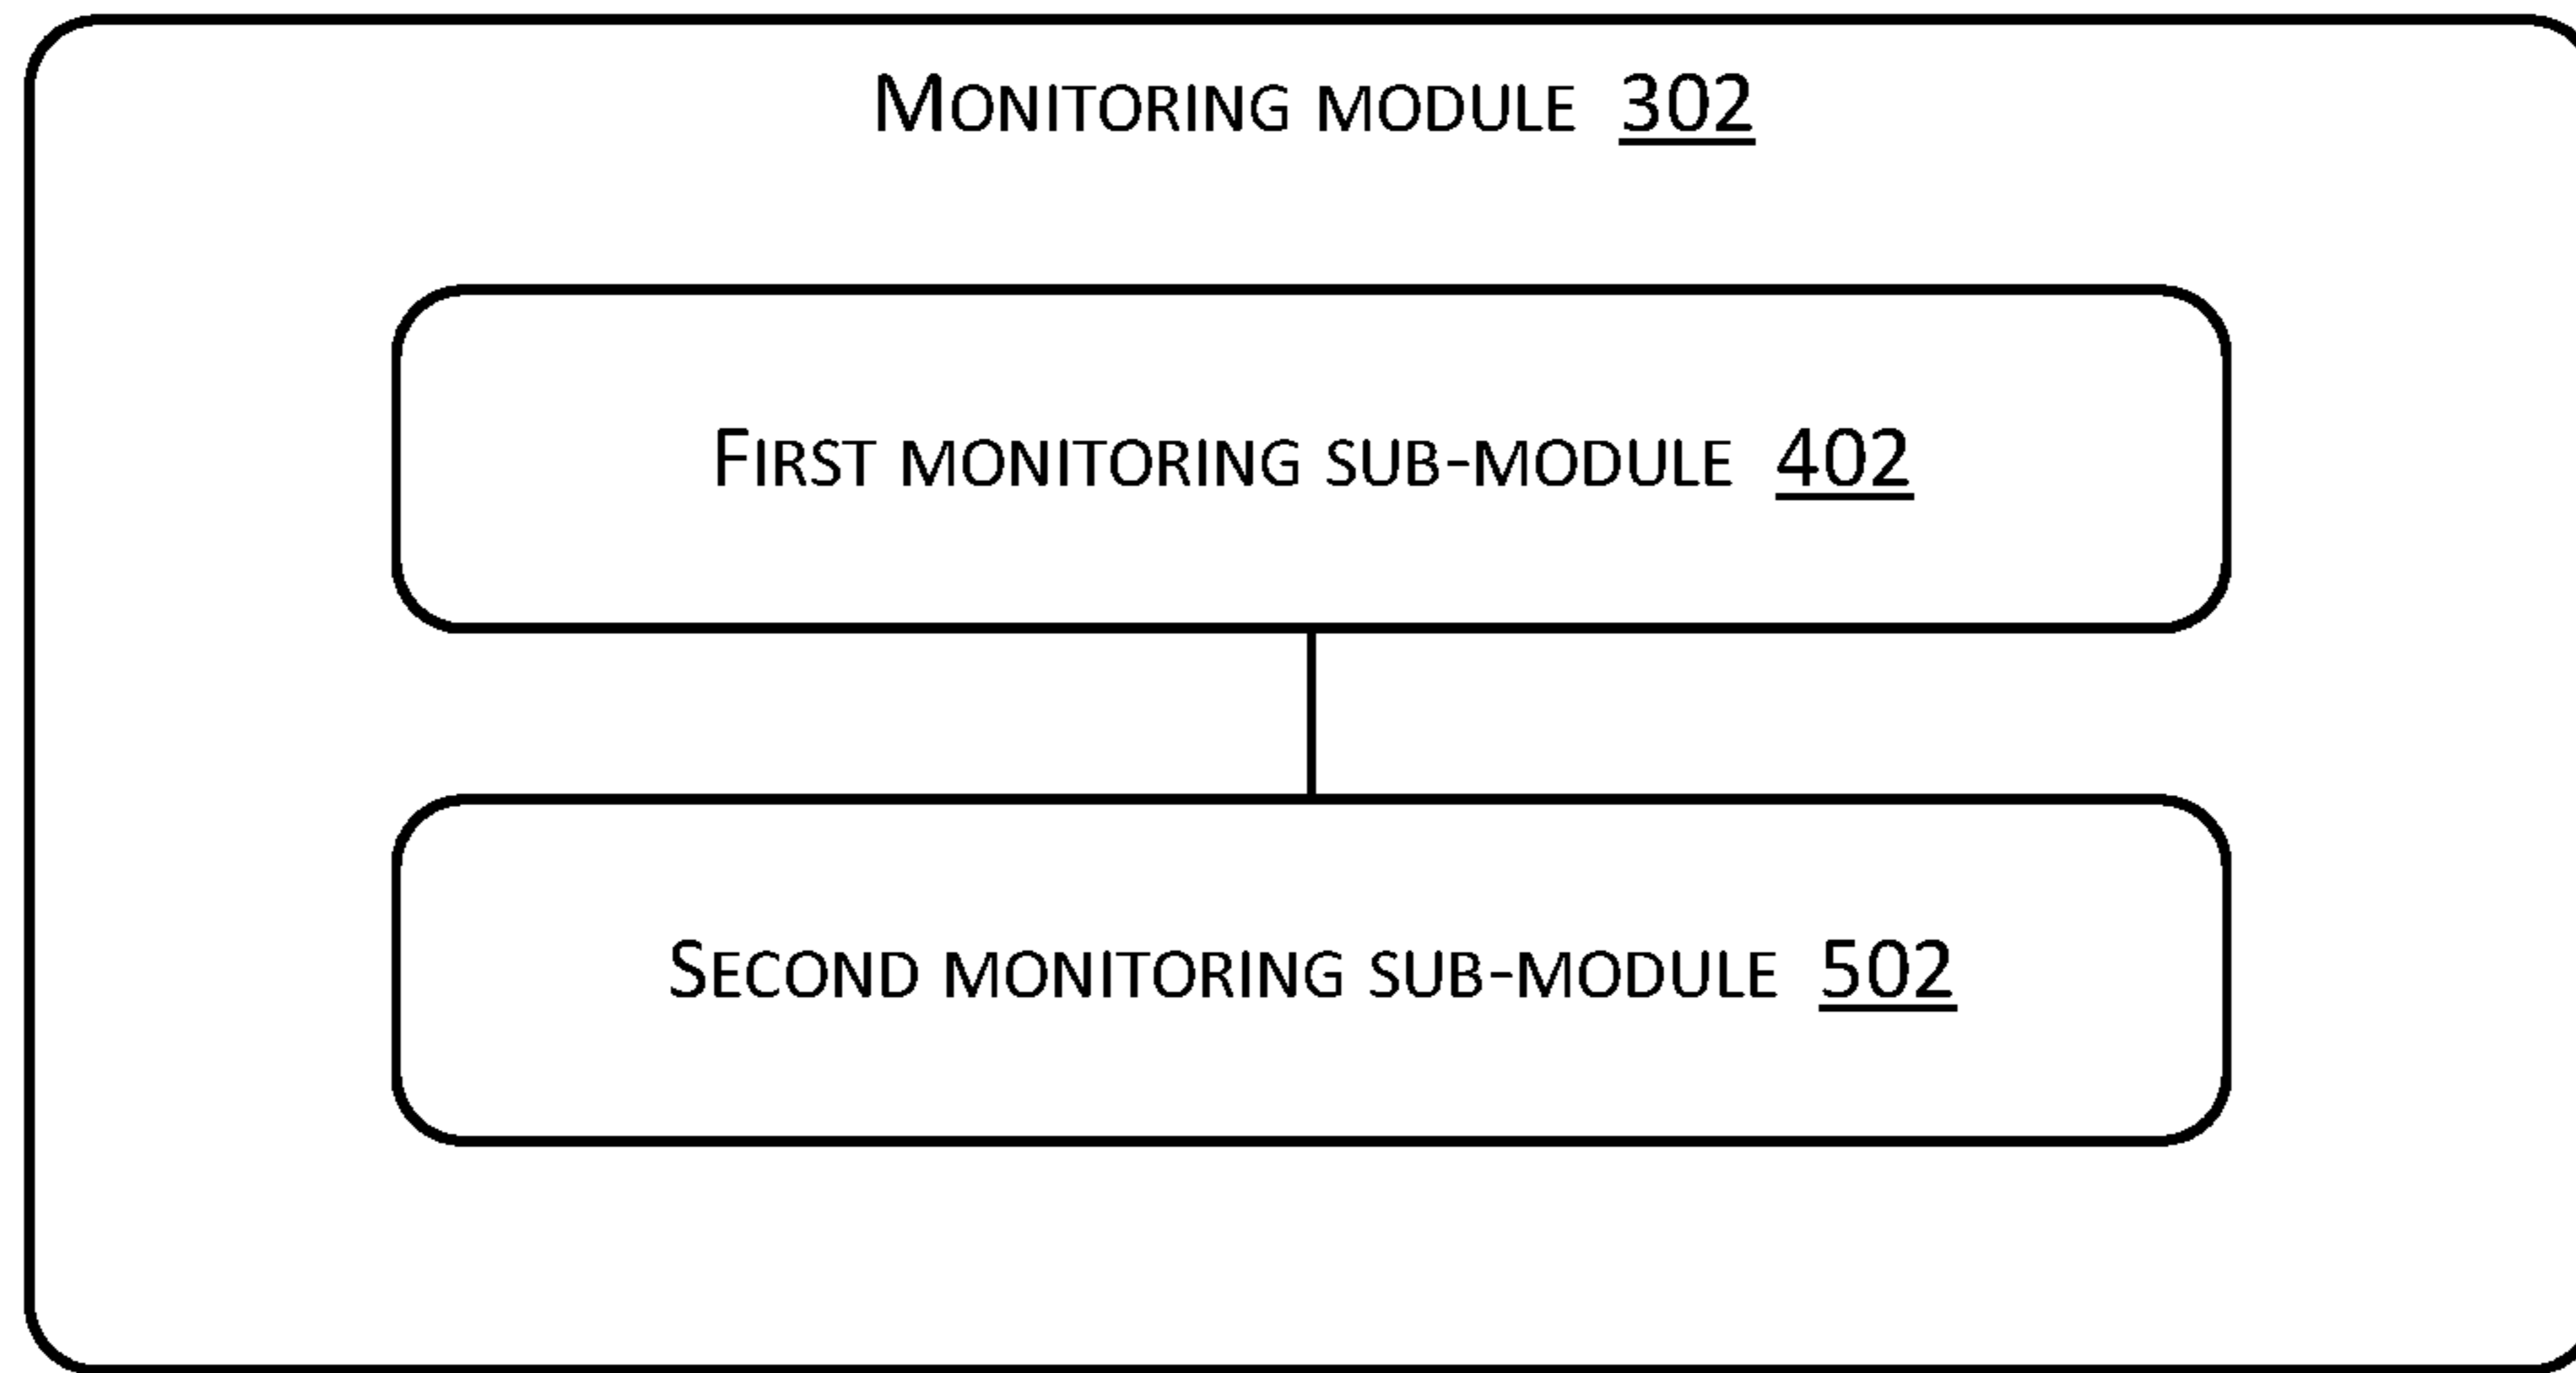 Monitoring module 302
First monitoring sub-module 402
Second monitoring sub-module 502